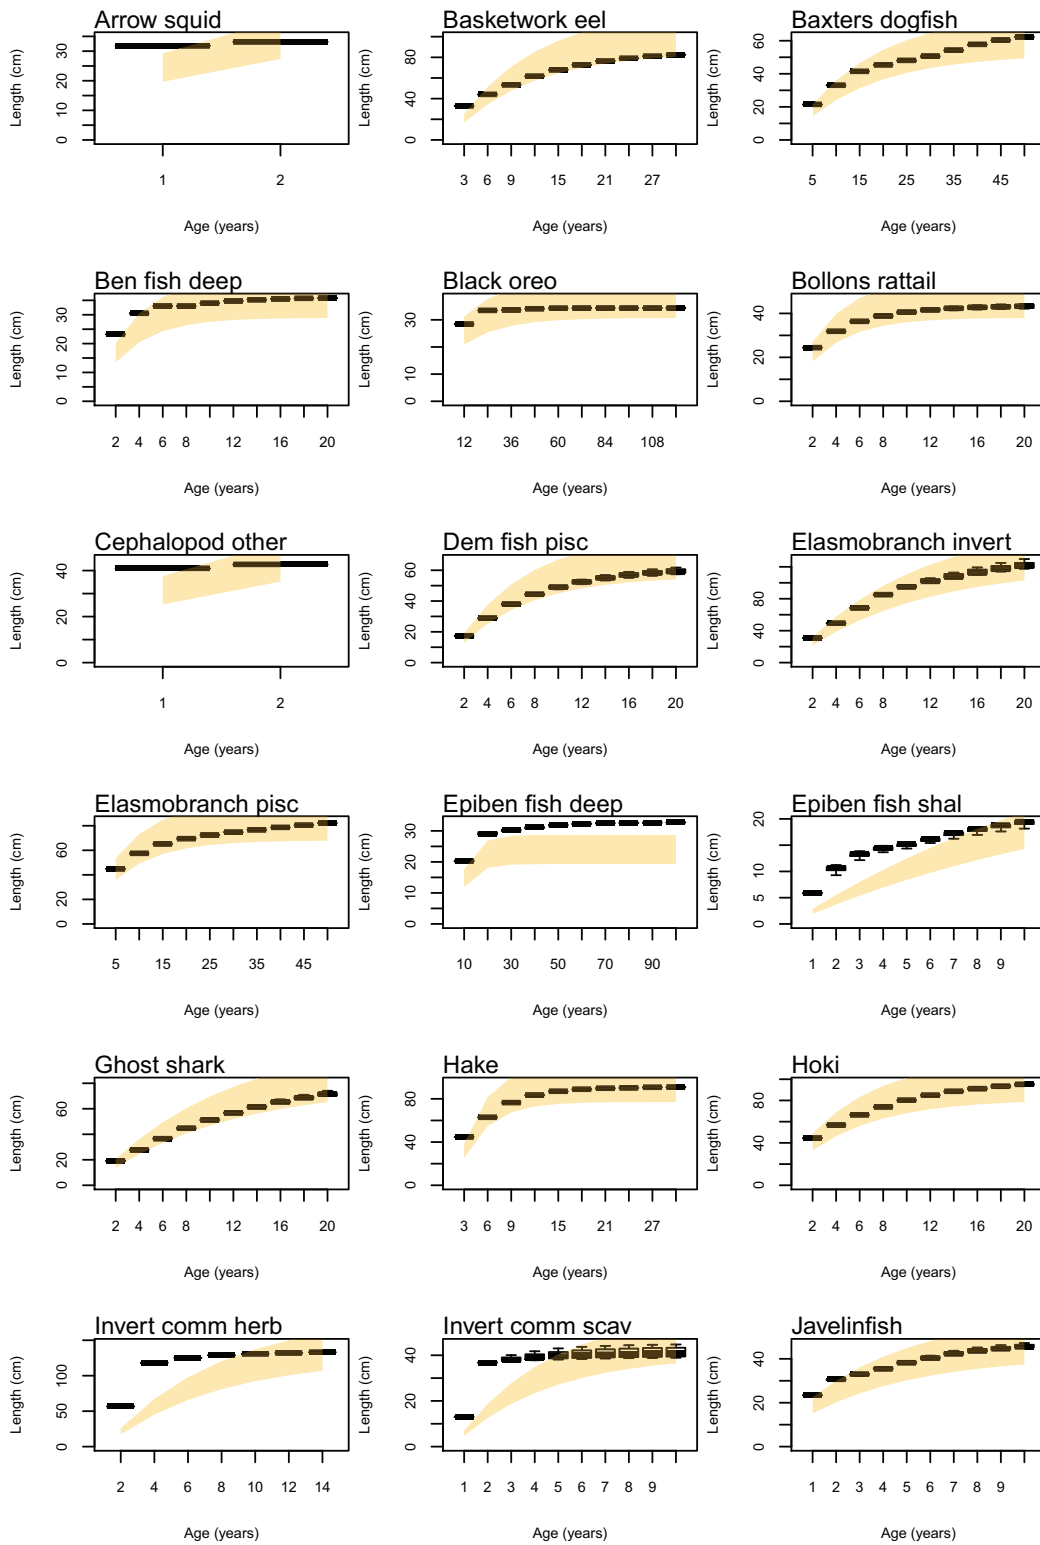 Arrow squid
Length (cm)
0 10 20 30
1 2
Age (years)
Basketwork eel
Length (cm)
0 40 80
3 6 9 15 21 27
Age (years)
Baxters dogfish
Length (cm)
0 20 40 60
5 15 25 35 45
Age (years)
Ben fish deep
Length (cm)
0 10 20 30
2 4 6 8 12 16 20
Age (years)
Black oreo
Length (cm)
0 10 30
12 36 60 84 108
Age (years)
Bollons rattail
Length (cm)
0 20 40
2 4 6 8 12 16 20
Age (years)
Cephalopod other
Length (cm)
0 20 40
1 2
Age (years)
Dem fish pisc
Length (cm)
0 20 40 60
2 4 6 8 12 16 20
Age (years)
Elasmobranch invert
Length (cm)
0 40 80
2 4 6 8 12 16 20
Age (years)
Elasmobranch pisc
Length (cm)
0 60
5 15 25 35 45
Age (years)
Epiben fish deep
Length (cm)
0 10 20 30
10 30 50 70 90
Age (years)
Epiben fish shal
Length (cm)
0 5 10 20
1 2 3 4 5 6 7 8 9
Age (years)
Ghost shark
Length (cm)
0 20 60
2 4 6 8 12 16 20
Age (years)
Hake
Length (cm)
0 40 80
3 6 9 15 21 27
Age (years)
Hoki
Length (cm)
0 40 80
2 4 6 8 12 16 20
Age (years)
Invert comm herb
Length (cm)
0 50 100
2 4 6 8 10 12 14
Age (years)
Invert comm scav
Length (cm)
0 20 40
1 2 3 4 5 6 7 8 9
Age (years)
Javelinfish
Length (cm)
0 20 40
1 2 3 4 5 6 7 8 9
Age (years)